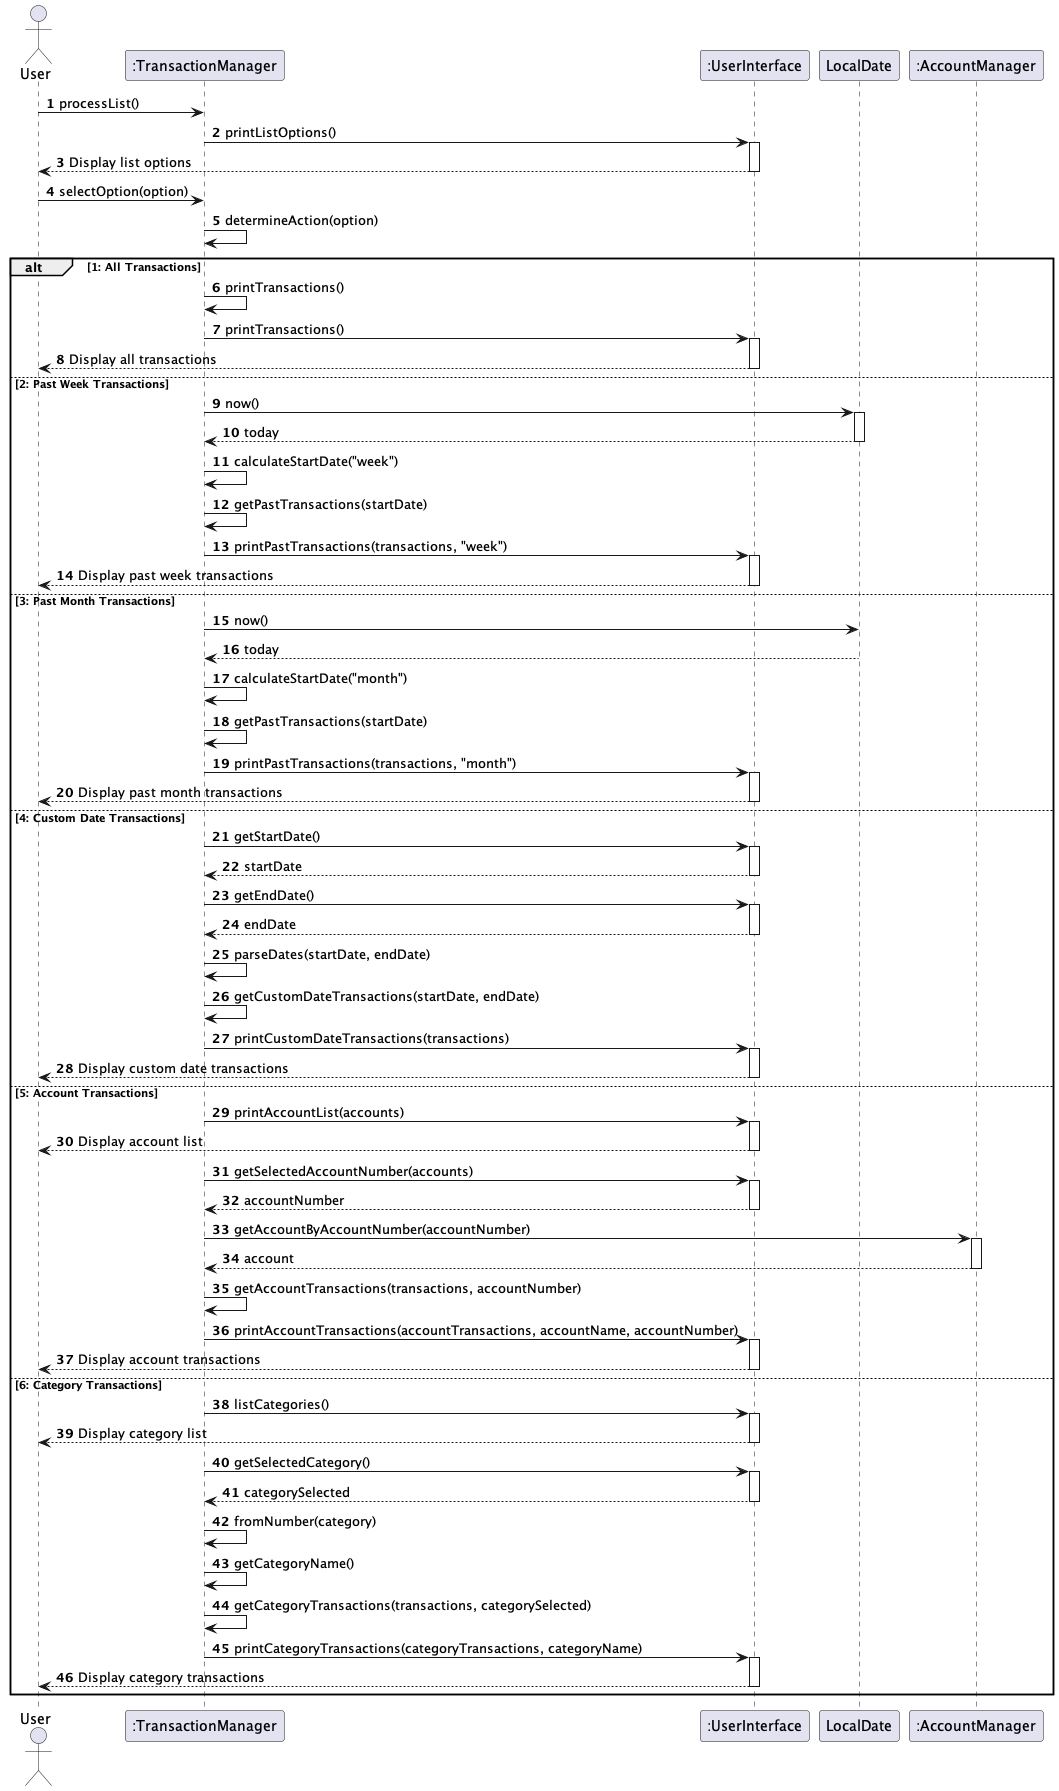 User
:TransactionManager
:UserInterface
LocalDate
:AccountManager
1 processList()
2 printListOptions()
3 Display list options
4 selectOption(option)
5 determineAction(option)
alt
[1: All Transactions]
6 printTransactions()
7 printTransactions()
8 Display all transactions
[2: Past Week Transactions]
9 now()
10 today
11 calculateStartDate("week")
12 getPastTransactions(startDate)
13 printPastTransactions(transactions, "week")
14 Display past week transactions
[3: Past Month Transactions]
15 now()
16 today
17 calculateStartDate("month")
18 getPastTransactions(startDate)
19 printPastTransactions(transactions, "month")
20 Display past month transactions
[4: Custom Date Transactions]
21 getStartDate()
22 startDate
23 getEndDate()
24 endDate
25 parseDates(startDate, endDate)
26 getCustomDateTransactions(startDate, endDate)
27 printCustomDateTransactions(transactions)
28 Display custom date transactions
[5: Account Transactions]
29 printAccountList(accounts)
30 Display account list
31 getSelectedAccountNumber(accounts)
32 accountNumber
33 getAccountByAccountNumber(accountNumber)
34 account
35 getAccountTransactions(transactions, accountNumber)
36 printAccountTransactions(accountTransactions, accountName, accountNumber)
37 Display account transactions
[6: Category Transactions]
38 listCategories()
39 Display category list
40 getSelectedCategory()
41 categorySelected
42 fromNumber(category)
43 getCategoryName()
44 getCategoryTransactions(transactions, categorySelected)
45 printCategoryTransactions(categoryTransactions, categoryName)
46 Display category transactions
User
:TransactionManager
:UserInterface
LocalDate
:AccountManager